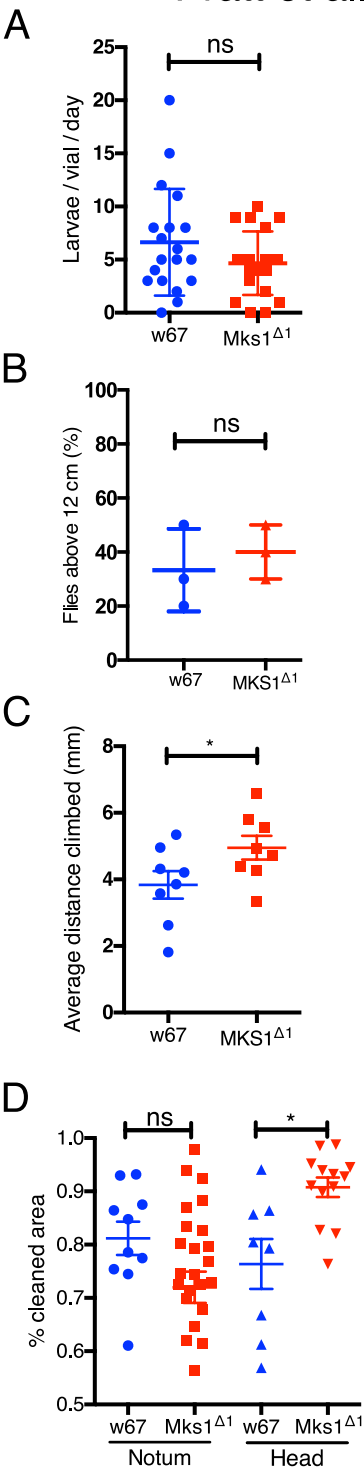 A
ns
25
20
15
10
5
0
Larvae / vial / day
w67 Mks1Δ1
B
100
80
60
40
20
0
Flies above 12 cm (%)
ns
w67 MKS1Δ1
C
8
6
4
2
0
Average distance climbed (mm)
*
w67 MKS1Δ1
D
ns *
1.0
0.9
0.8
0.7
0.6
0.5
% cleaned area
w67 Mks1Δ1 w67 Mks1Δ1
Notum Head